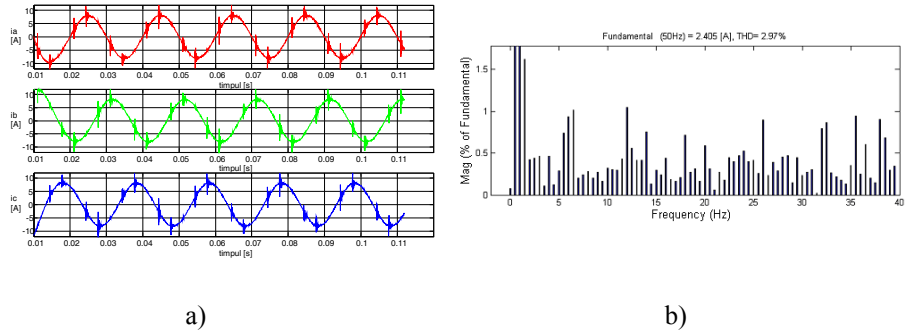 ia
[A]
10
5
0
-5
-10
0.01 0.02 0.03 0.04 0.05 0.06 0.07 0.08 0.09 0.1 0.11
timpul [s]
ib
[A]
10
5
0
-5
-10
0.01 0.02 0.03 0.04 0.05 0.06 0.07 0.08 0.09 0.1 0.11
timpul [s]
ic
[A]
10
5
0
-5
-10
0.01 0.02 0.03 0.04 0.05 0.06 0.07 0.08 0.09 0.1 0.11
timpul [s]
a)
Fundamental (50Hz) = 2.405 [A], THD= 2.97%
Mag (% of Fundamental)
1.5
1
0.5
0
0 5 10 15 20 25 30 35 40
Frequency (Hz)
b)